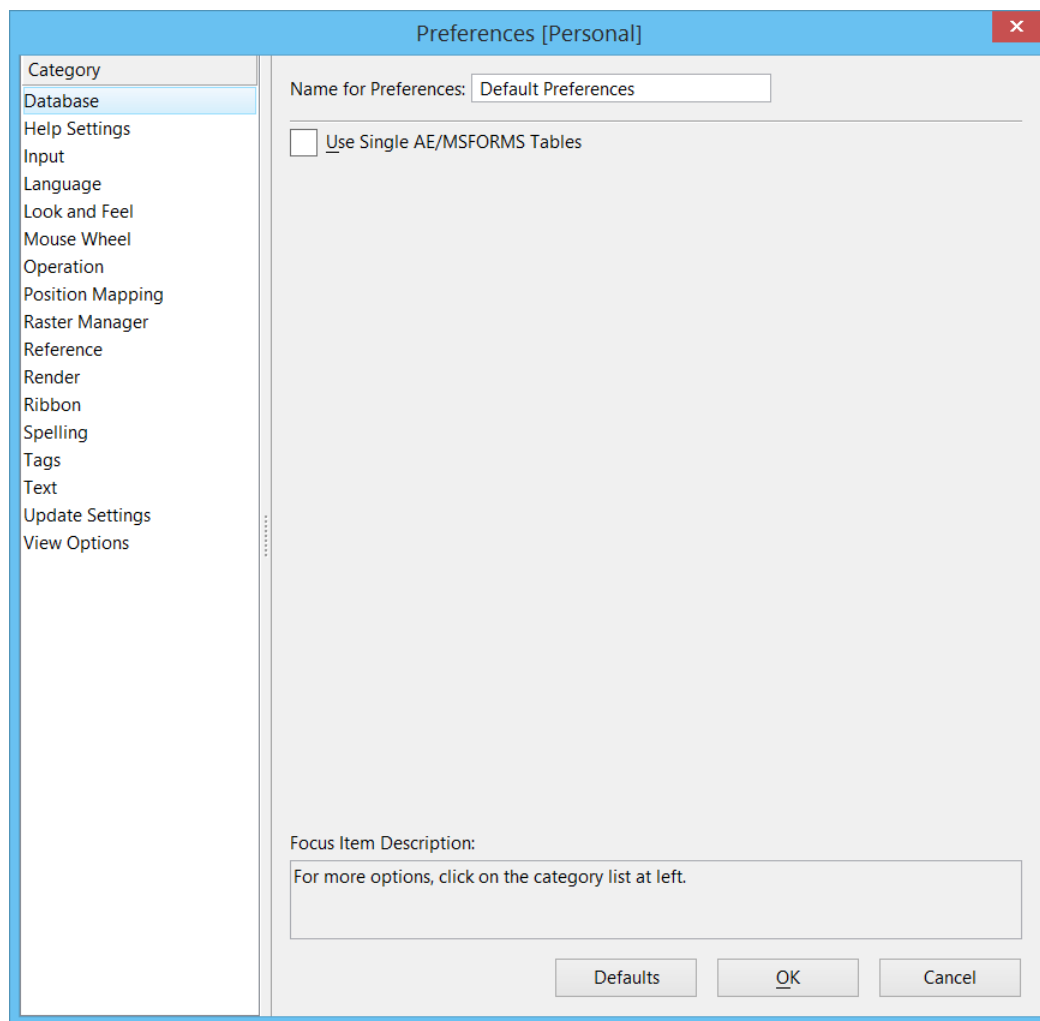 Preferences [Personal]
Category
Database
Help Settings
Input
Language
Look and Feel
Mouse Wheel
Operation
Position Mapping
Raster Manager
Reference
Render
Ribbon
Spelling
Tags
Text
Update Settings
View Options
Name for Preferences: Default Preferences
Use Single AE/MSFORMS Tables
Focus Item Description:
For more options, click on the category list at left.
Defaults OK Cancel